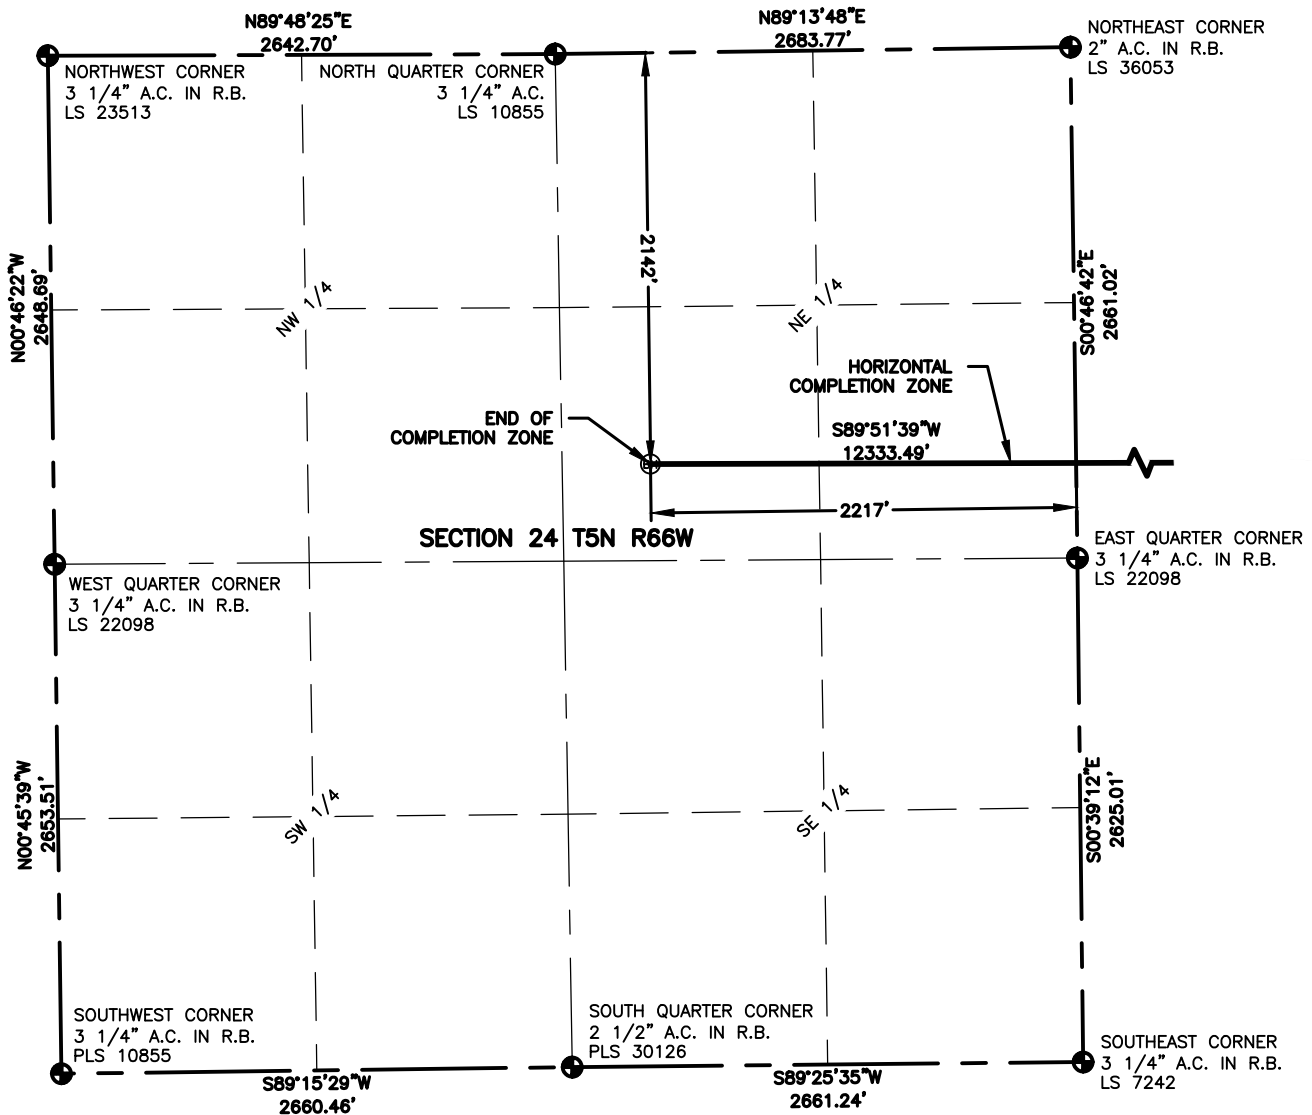 N89°48'25"E
2642.70'
N89°13'48"E
2683.77'
NORTHEAST CORNER
2" A.C. IN R.B.
LS 36053
NORTHWEST CORNER
3 1/4" A.C. IN R.B.
LS 23513
NORTH QUARTER CORNER
3 1/4" A.C.
LS 10855
2142'
N00°46'22"W
2648.69'
NW 1/4
NE 1/4
S00°46'42"E
2661.02'
HORIZONTAL
COMPLETION ZONE
END OF
COMPLETION ZONE
S89°51'39"W
12333.49'
2217'
SECTION 24 T5N R66W
EAST QUARTER CORNER
3 1/4" A.C. IN R.B.
LS 22098
WEST QUARTER CORNER
3 1/4" A.C. IN R.B.
LS 22098
N00°45'39"W
2653.51'
SW 1/4
SE 1/4
S00°39'12"E
2625.01'
SOUTHWEST CORNER
3 1/4" A.C. IN R.B.
PLS 10855
SOUTH QUARTER CORNER
2 1/2" A.C. IN R.B.
PLS 30126
SOUTHEAST CORNER
3 1/4" A.C. IN R.B.
LS 7242
S89°15'29"W
2660.46'
S89°25'35"W
2661.24'